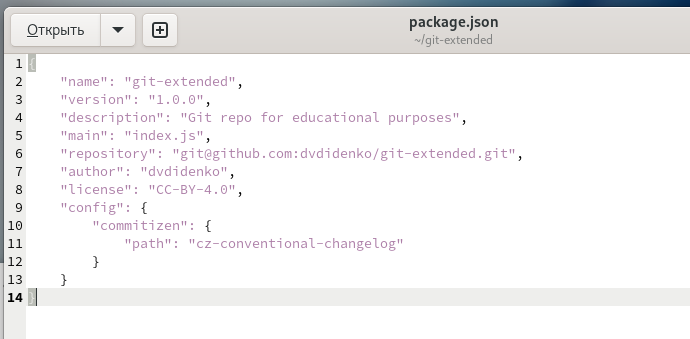 Открыть
package.json
~/git-extended
1 {
2     "name": "git-extended",
3     "version": "1.0.0",
4     "description": "Git repo for educational purposes",
5     "main": "index.js",
6     "repository": "git@github.com:dvdidenko/git-extended.git",
7     "author": "dvdidenko",
8     "license": "CC-BY-4.0",
9     "config": {
10         "commitizen": {
11             "path": "cz-conventional-changelog"
12         }
13     }
14 }